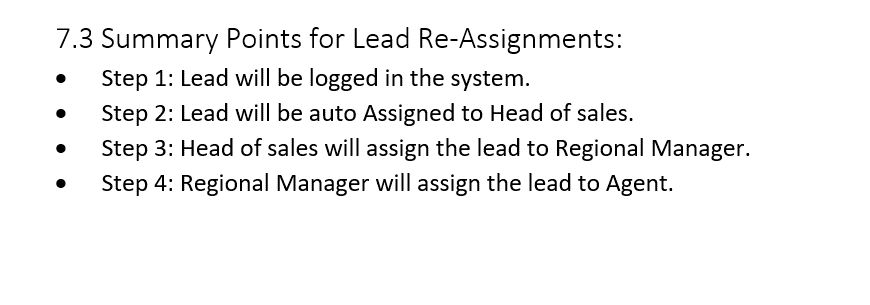 7.3 Summary Points for Lead Re-Assignments:
• Step 1: Lead will be logged in the system.
• Step 2: Lead will be auto Assigned to Head of sales.
• Step 3: Head of sales will assign the lead to Regional Manager.
• Step 4: Regional Manager will assign the lead to Agent.